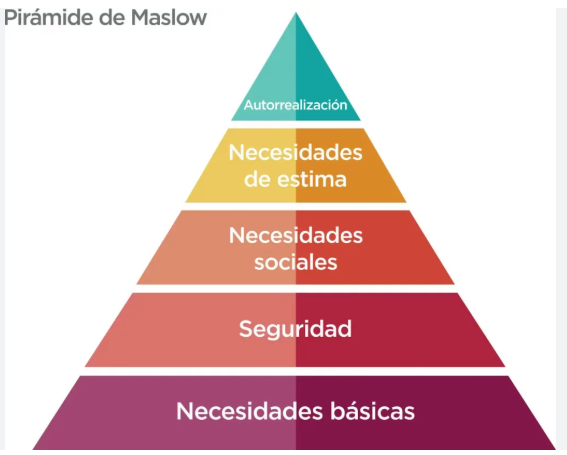 Pirámide de Maslow
Autorrealización
Necesidades
de estima
Necesidades
sociales
Seguridad
Necesidades básicas